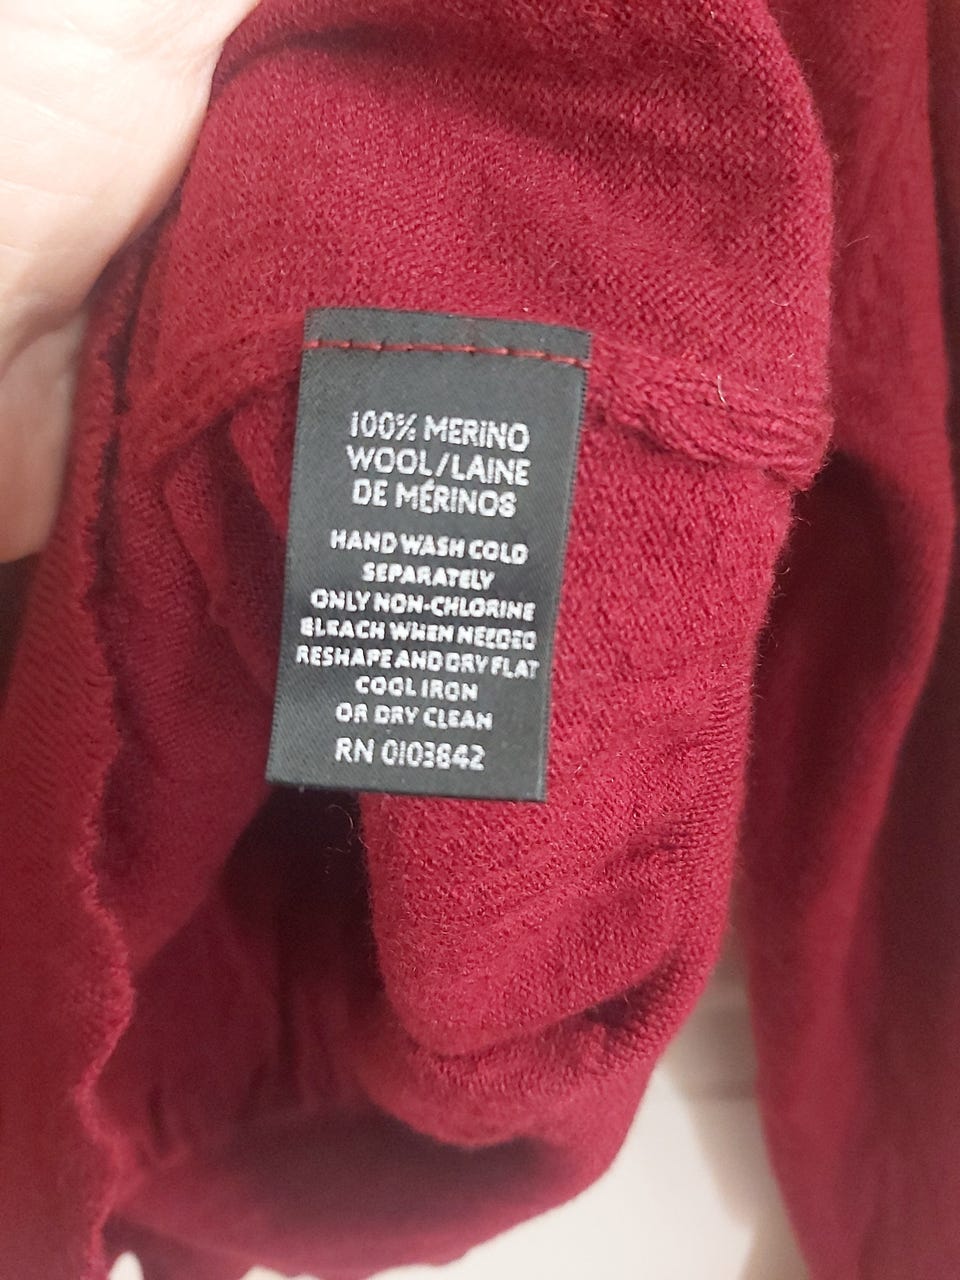 100% MERINO
WOOL/LAINE
DE MÉRINOS
HAND WASH COLD
SEPARATELY
ONLY NON-CHLORINE
BLEACH WHEN NEEDED
RESHAPE AND DRY FLAT
COOL IRON
OR DRY CLEAN
RN 0103842